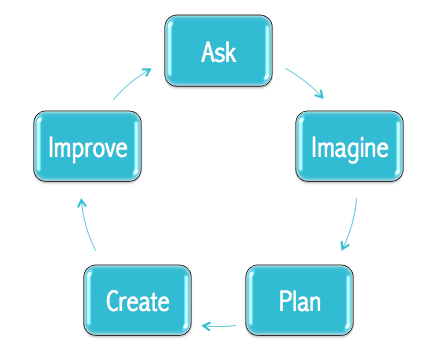 Ask
Imagine
Plan
Create
Improve